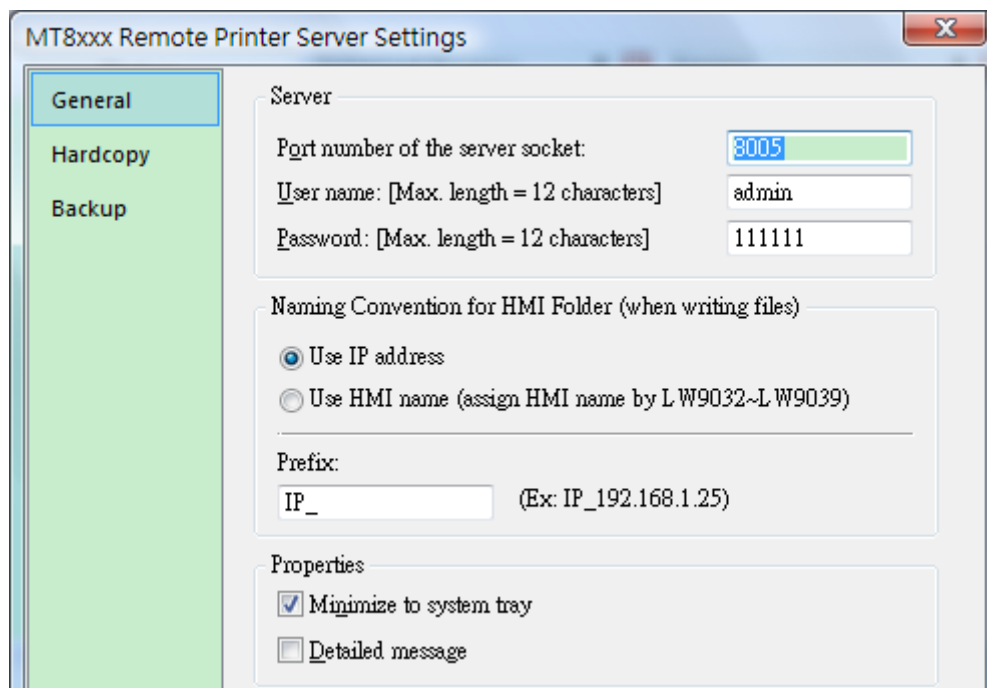 MT8xxx Remote Printer Server Settings
General
Hardcopy
Backup
Server
Port number of the server socket:
8005
User name: [Max. length = 12 characters]
admin
Password: [Max. length = 12 characters]
111111
Naming Convention for HMI Folder (when writing files)
Use IP address
Use HMI name (assign HMI name by LW9032~LW9039)
Prefix:
IP_ (Ex: IP_192.168.1.25)
Properties
Minimize to system tray
Detailed message